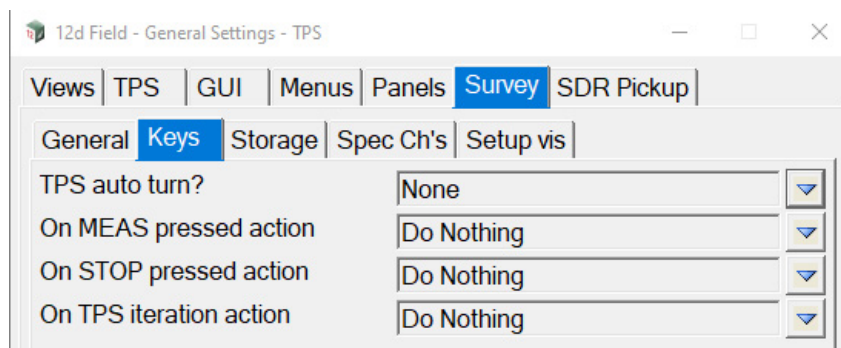 12d Field - General Settings - TPS
Views TPS GUI Menus Panels Survey SDR Pickup
General Keys Storage Spec Ch's Setup vis
TPS auto turn? None
On MEAS pressed action Do Nothing
On STOP pressed action Do Nothing
On TPS iteration action Do Nothing